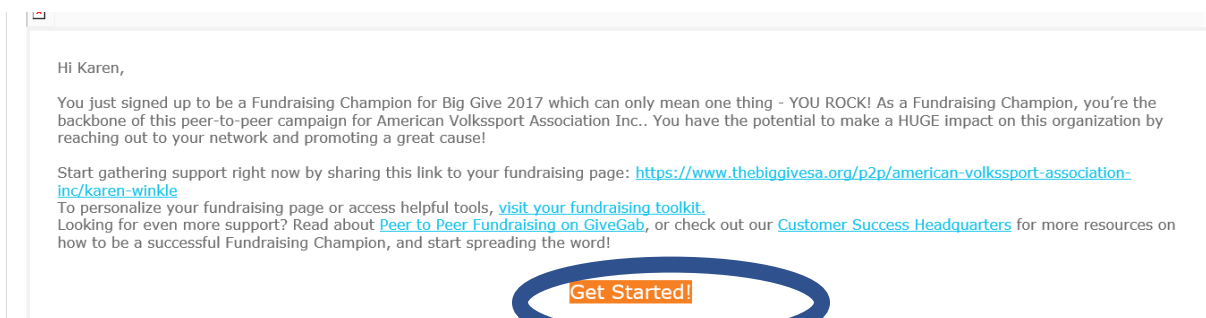 Hi Karen,
You just signed up to be a Fundraising Champion for Big Give 2017 which can only mean one thing - YOU ROCK! As a Fundraising Champion, you're the
backbone of this peer-to-peer campaign for American Volkssport Association Inc.. You have the potential to make a HUGE impact on this organization by
reaching out to your network and promoting a great cause!
Start gathering support right now by sharing this link to your fundraising page: https://www.thebiggivesa.org/p2p/american-volkssport-association-
inc/karen-winkle
To personalize your fundraising page or access helpful tools, visit your fundraising toolkit.
Looking for even more support? Read about Peer to Peer Fundraising on GiveGab, or check out our Customer Success Headquarters for more resources on
how to be a successful Fundraising Champion, and start spreading the word!
Get Started!